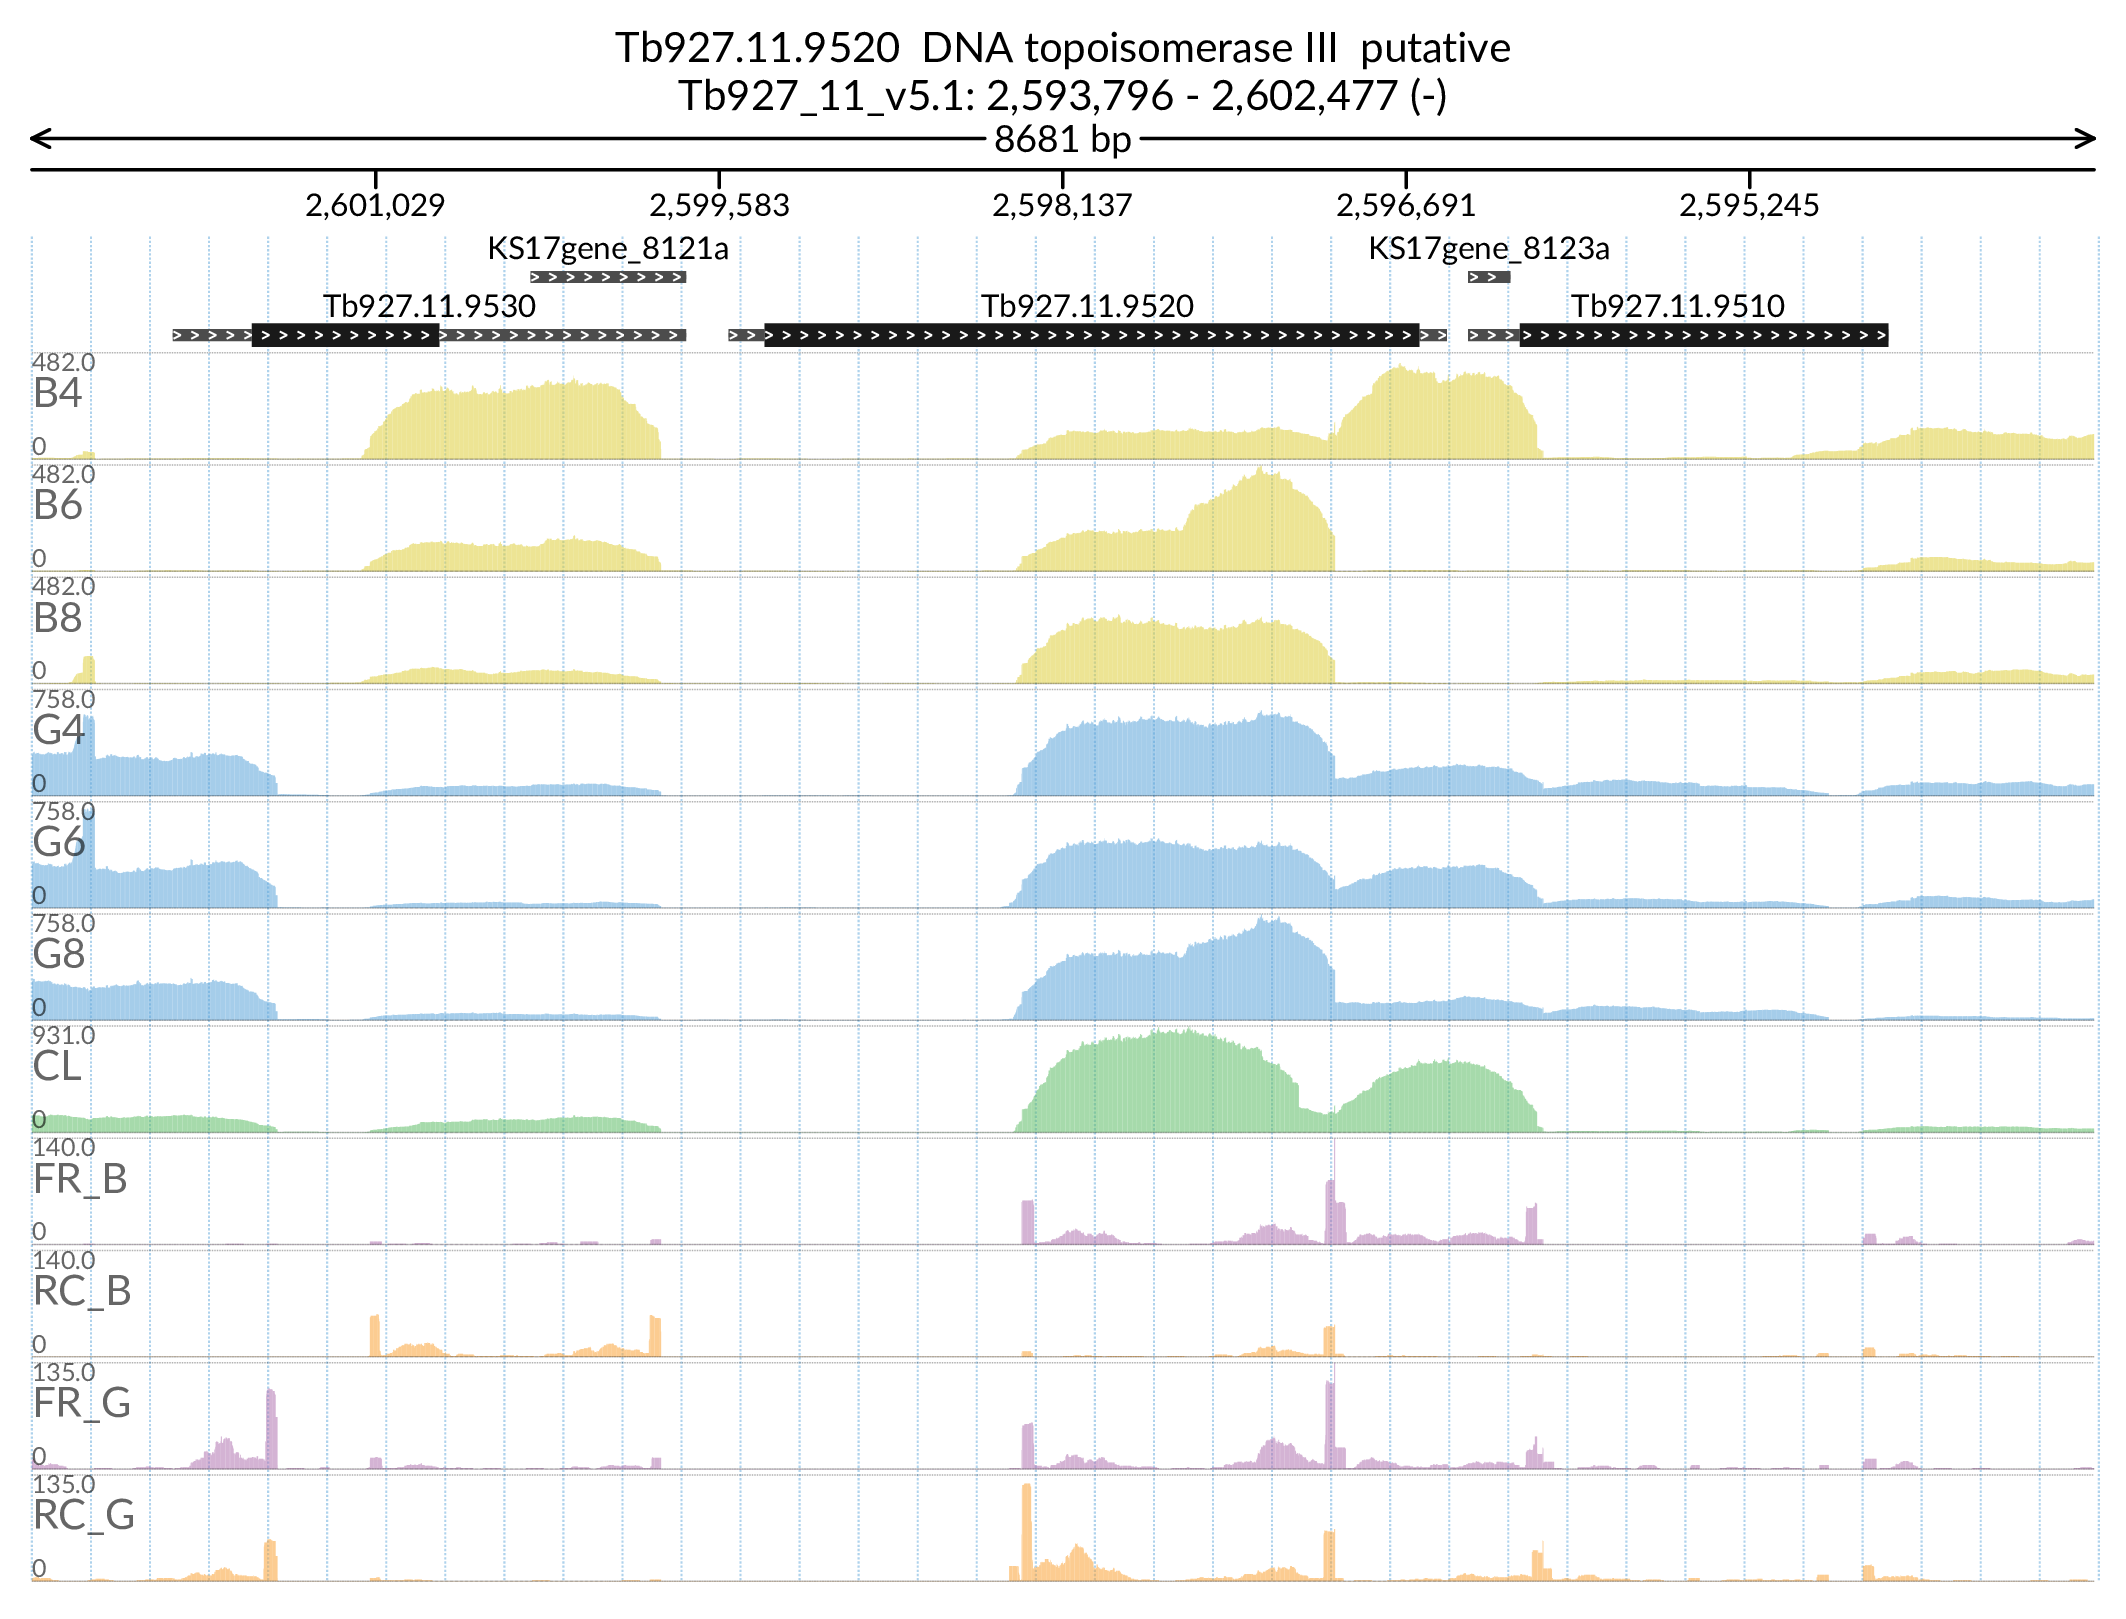 Tb927.11.9520 DNA topoisomerase III putative
Tb927_11_v5.1: 2,593,796 - 2,602,477 (-)
8681 bp
2,601,029 2,599,583 2,598,137 2,596,691 2,595,245
KS17gene_8121a KS17gene_8123a
Tb927.11.9530 Tb927.11.9520 Tb927.11.9510
482.0
B4
0
482.0
B6
0
482.0
B8
0
758.0
G4
0
758.0
G6
0
758.0
G8
0
931.0
CL
0
140.0
FR_B
0
140.0
RC_B
0
135.0
FR_G
0
135.0
RC_G
0